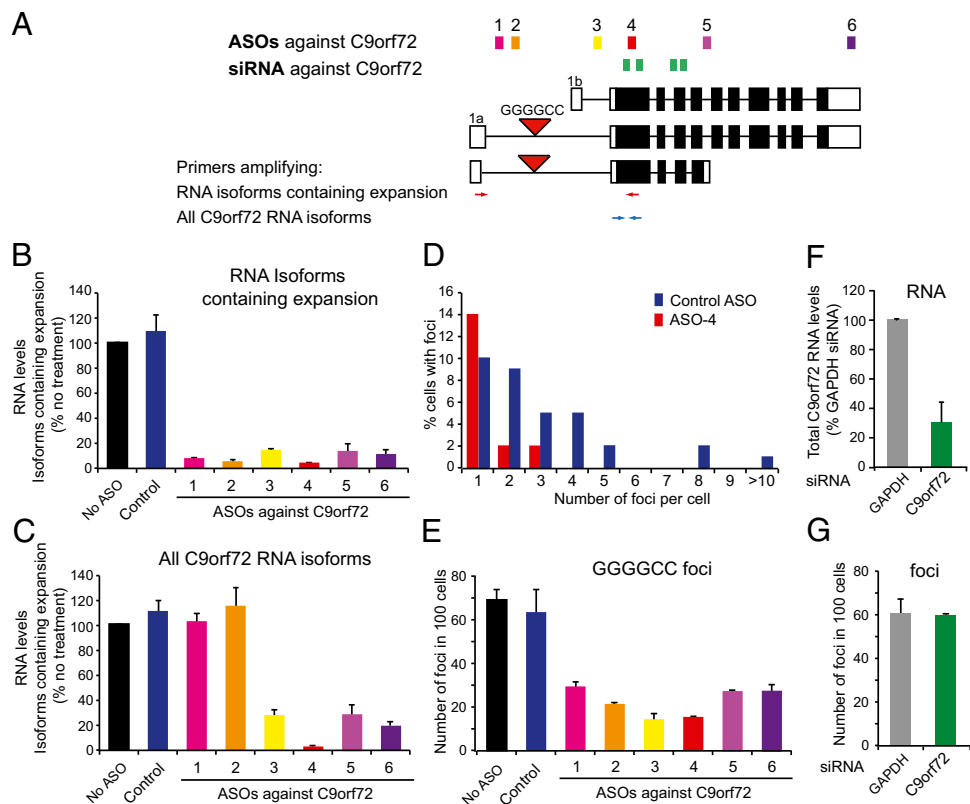 A
1 2 3 4 5 6
ASOs against C9orf72
siRNA against C9orf72
1b
GGGGCC
1a
Primers amplifying:
RNA isoforms containing expansion
All C9orf72 RNA isoforms
B
RNA Isoforms
containing expansion
RNA levels
Isoforms containing expansion
(% no treatment)
140
120
100
80
60
40
20
0
No ASO
Control
1 2 3 4 5 6
ASOs against C9orf72
C
All C9orf72 RNA isoforms
RNA levels
Isoforms containing expansion
(% no treatment)
140
120
100
80
60
40
20
0
No ASO
Control
1 2 3 4 5 6
ASOs against C9orf72
D
Control ASO
ASO-4
% cells with foci
16
14
12
10
8
6
4
2
0
1 2 3 4 5 6 7 8 9 >10
Number of foci per cell
E
GGGGCC foci
Number of foci in 100 cells
80
60
40
20
0
No ASO
Control
1 2 3 4 5 6
ASOs against C9orf72
F
RNA
Total C9orf72 RNA levels
(% GAPDH siRNA)
120
100
80
60
40
20
0
siRNA
GAPDH
C9orf72
G
foci
Number of foci in 100 cells
80
60
40
20
0
siRNA
GAPDH
C9orf72